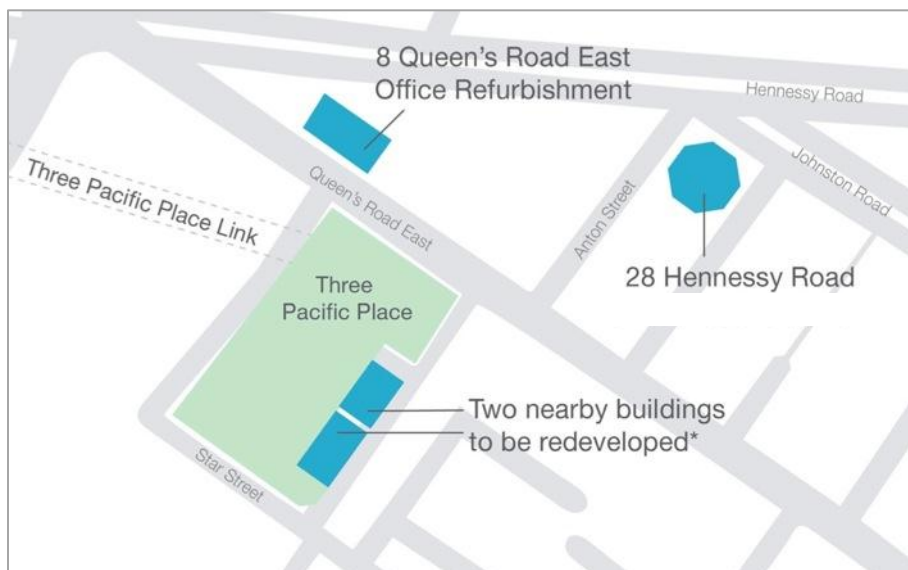 8 Queen's Road East
Office Refurbishment
Hennessy Road
Johnston Road
Three Pacific Place Link
Queen's Road East
Anton Street
28 Hennessy Road
Three
Pacific Place
Two nearby buildings
to be redeveloped*
Star Street